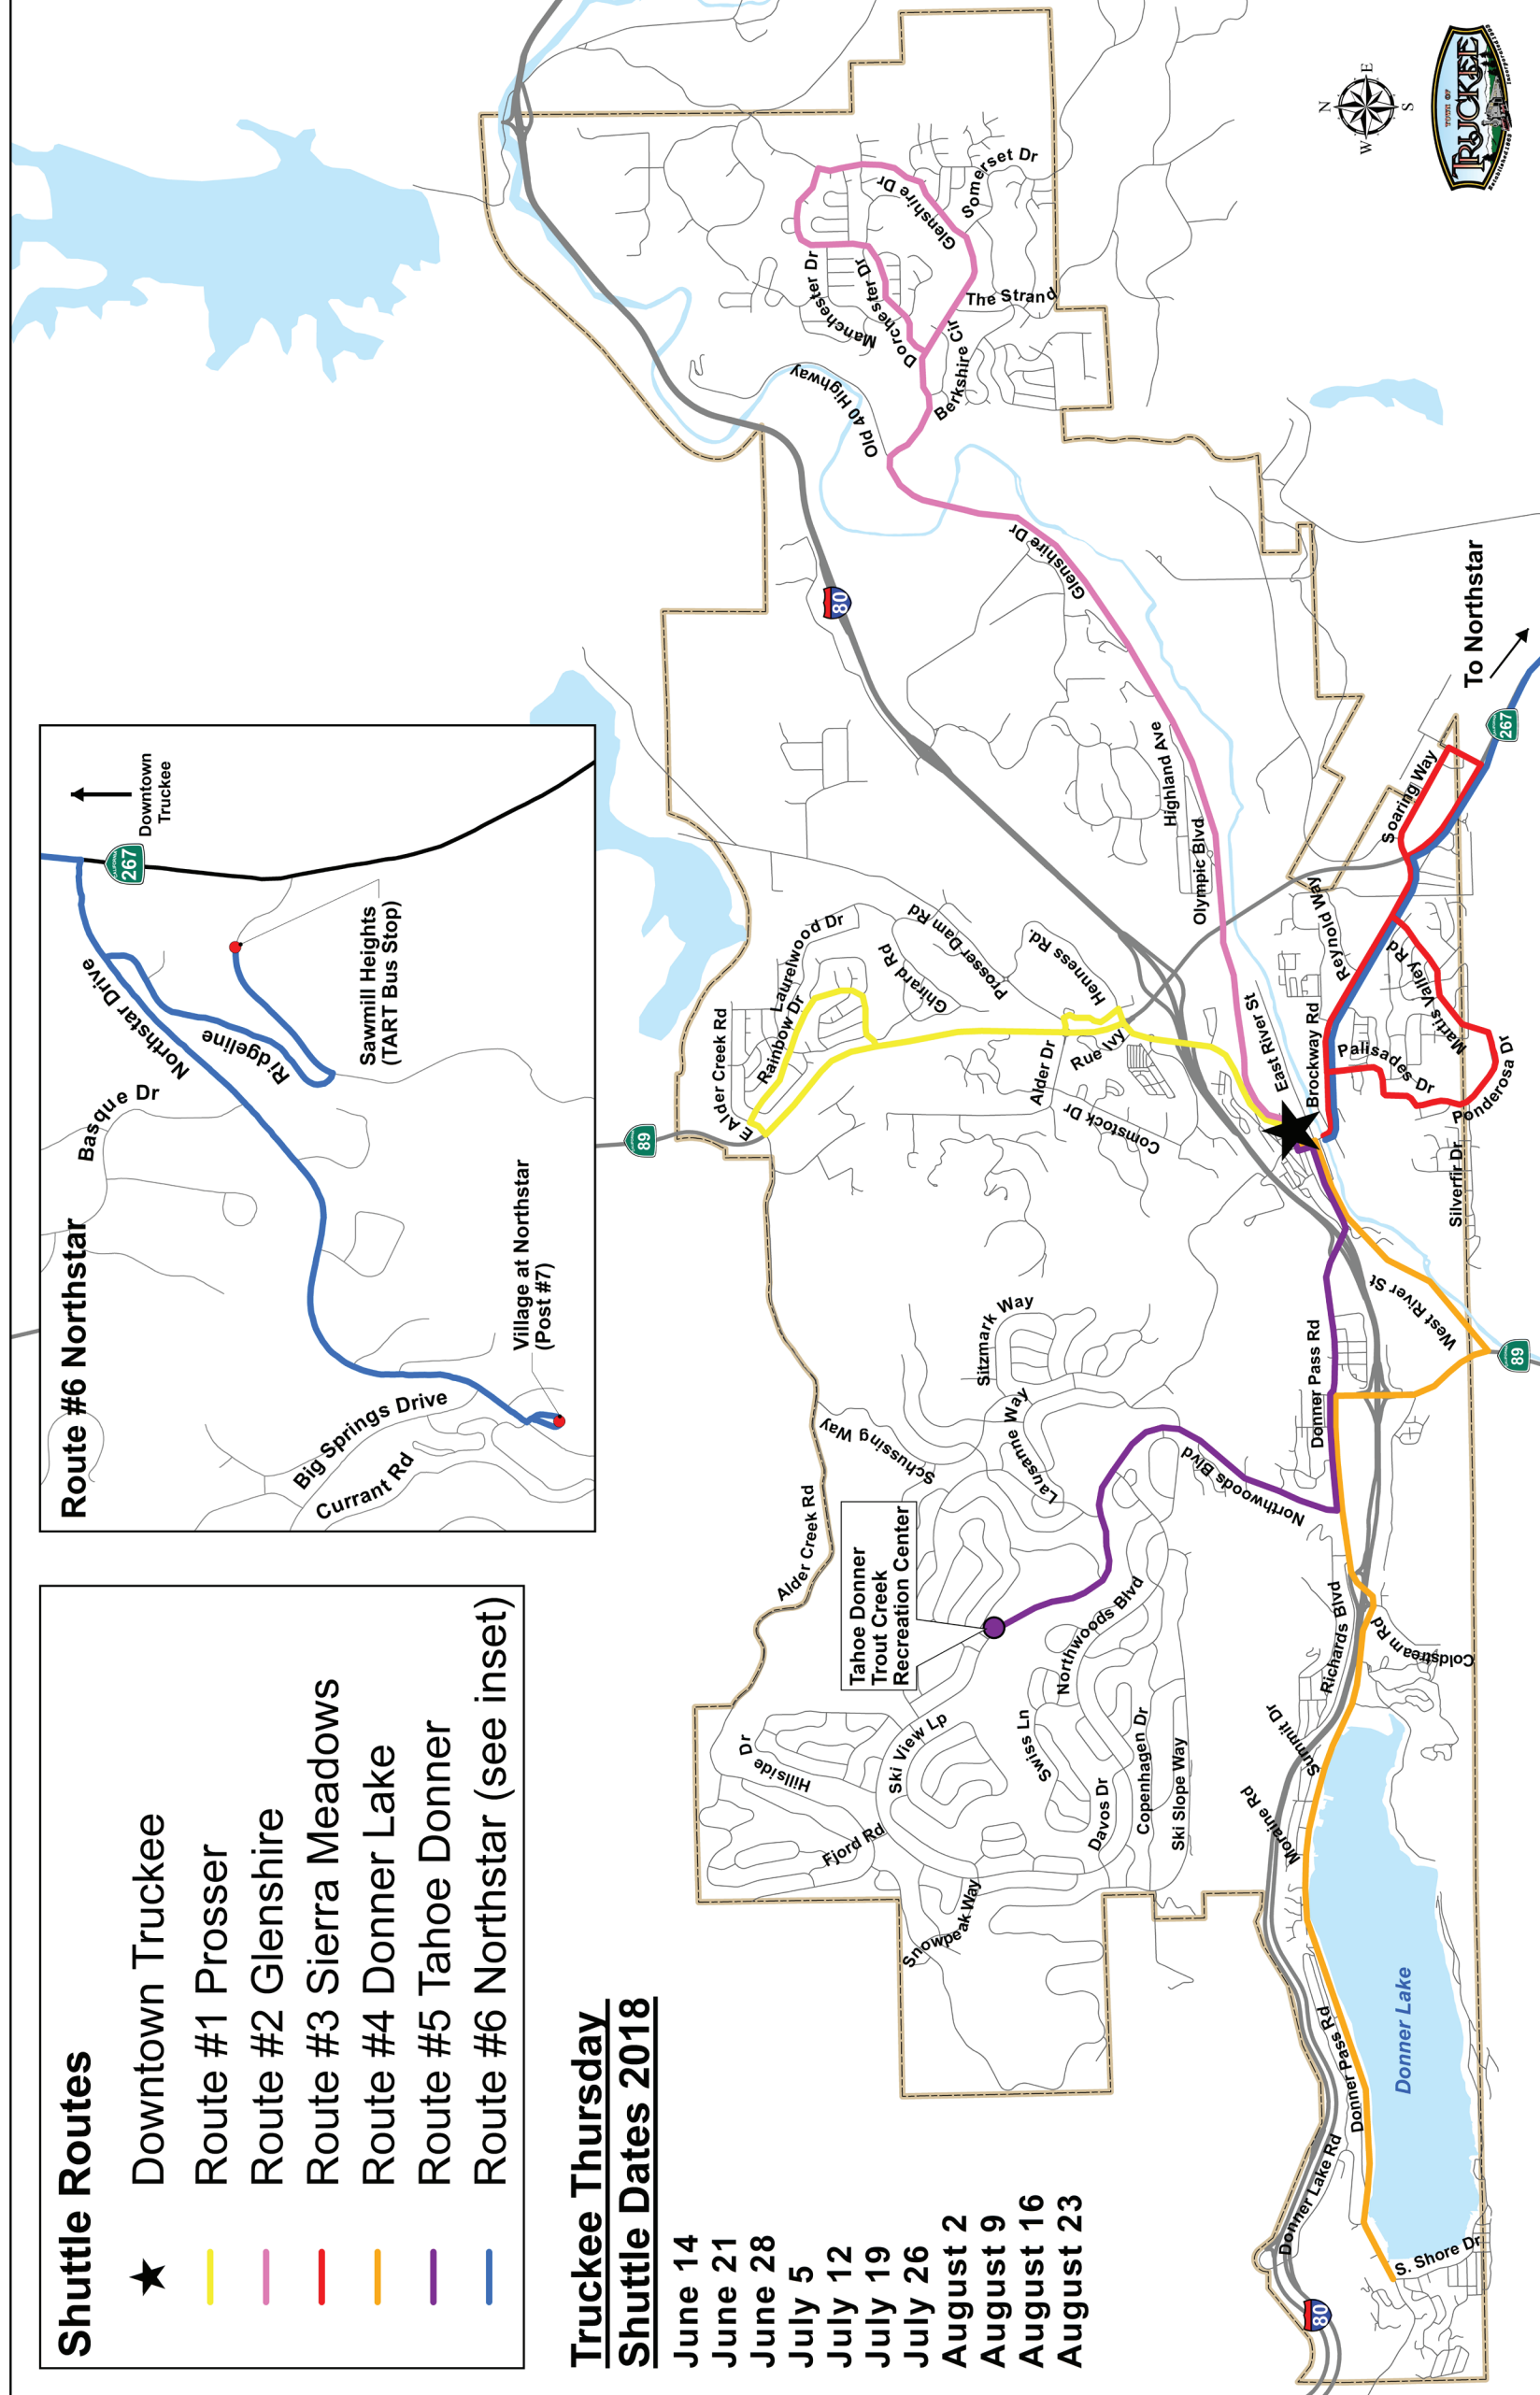 Shuttle Routes
Downtown Truckee
Route #1 Prosser
Route #2 Glenshire
Route #3 Sierra Meadows
Route #4 Donner Lake
Route #5 Tahoe Donner
Route #6 Northstar (see inset)
Truckee Thursday
Shuttle Dates 2018
June 14
June 21
June 28
July 5
July 12
July 19
July 26
August 2
August 9
August 16
August 23
Route #6 Northstar
Basque Dr
Northstar Drive
Ridgeline
Big Springs Drive
Currant Rd
Village at Northstar
(Post #7)
Sawmill Heights
(TART Bus Stop)
267
Downtown
Truckee
89
80
Alder Creek Rd
Schussing Way
Sitzmark Way
Lausanne Way
Tahoe Donner
Trout Creek
Recreation Center
Hillside Dr
Fjord Rd
Ski View Lp
Snowpeak Way
Swiss Ln
Northwoods Blvd
Davos Dr
Copenhagen Dr
Ski Slope Way
Northwoods Blvd
Donner Pass Rd
Richards Blvd
Summit Dr
Moraine Rd
Coldstream Rd
Donner Pass Rd
Donner Lake Rd
Donner Lake
S. Shore Dr
80
West River St
89
E Alder Creek Rd
Rainbow Dr
Laurelwood Dr
Ghirard Rd
Prosser Dam Rd
Henness Rd.
Alder Dr
Rue Ivy
Comstock Dr
East River St
Brockway Rd
Reynold Way
Palisades Dr
Martis Valley Rd
Ponderosa Dr
Silverfir Dr
Soaring Way
267
To Northstar
Olympic Blvd
Highland Ave
Glenshire Dr
Old 40 Highway
Berkshire Cir
The Strand
Dorchester Dr
Manchester Dr
Glenshire Dr
Somerset Dr
N
W
E
S
TOWN OF
TRUCKEE